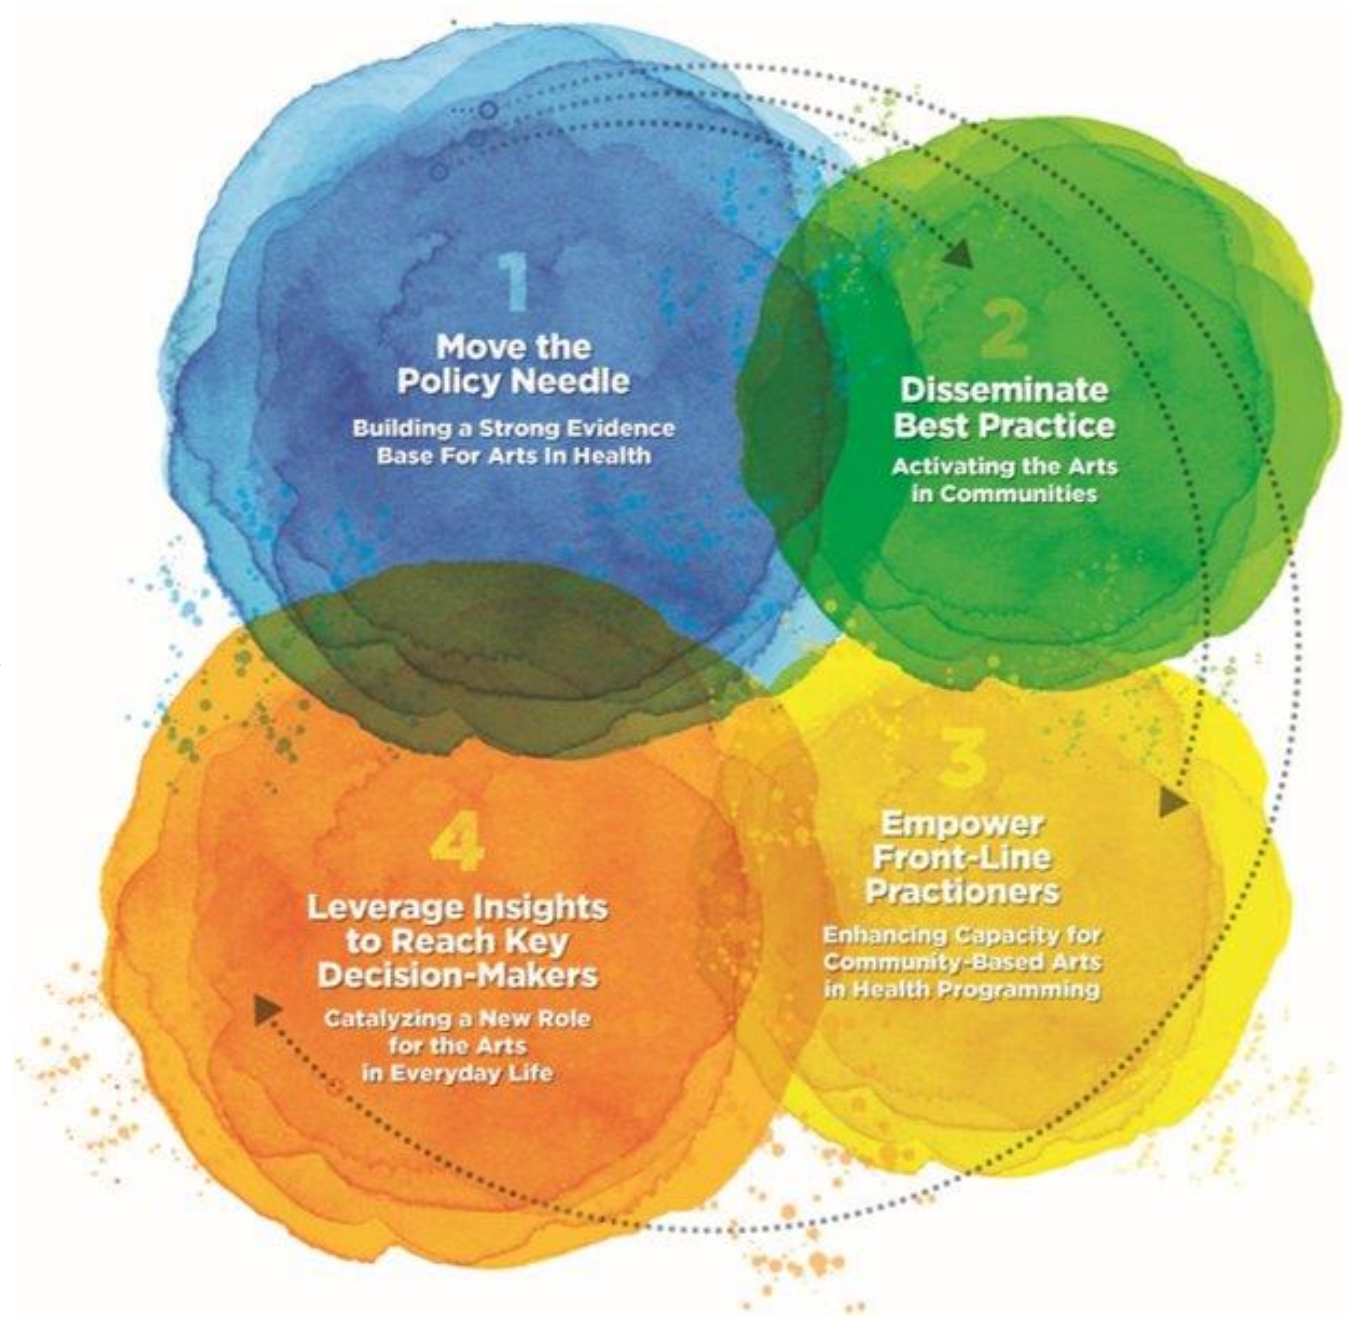 1
Move the
Policy Needle
Building a Strong Evidence
Base For Arts In Health
2
Disseminate
Best Practice
Activating the Arts
in Communities
3
Empower
Front-Line
Practioners
Enhancing Capacity for
Community-Based Arts
in Health Programming
4
Leverage Insights
to Reach Key
Decision-Makers
Catalyzing a New Role
for the Arts
in Everyday Life